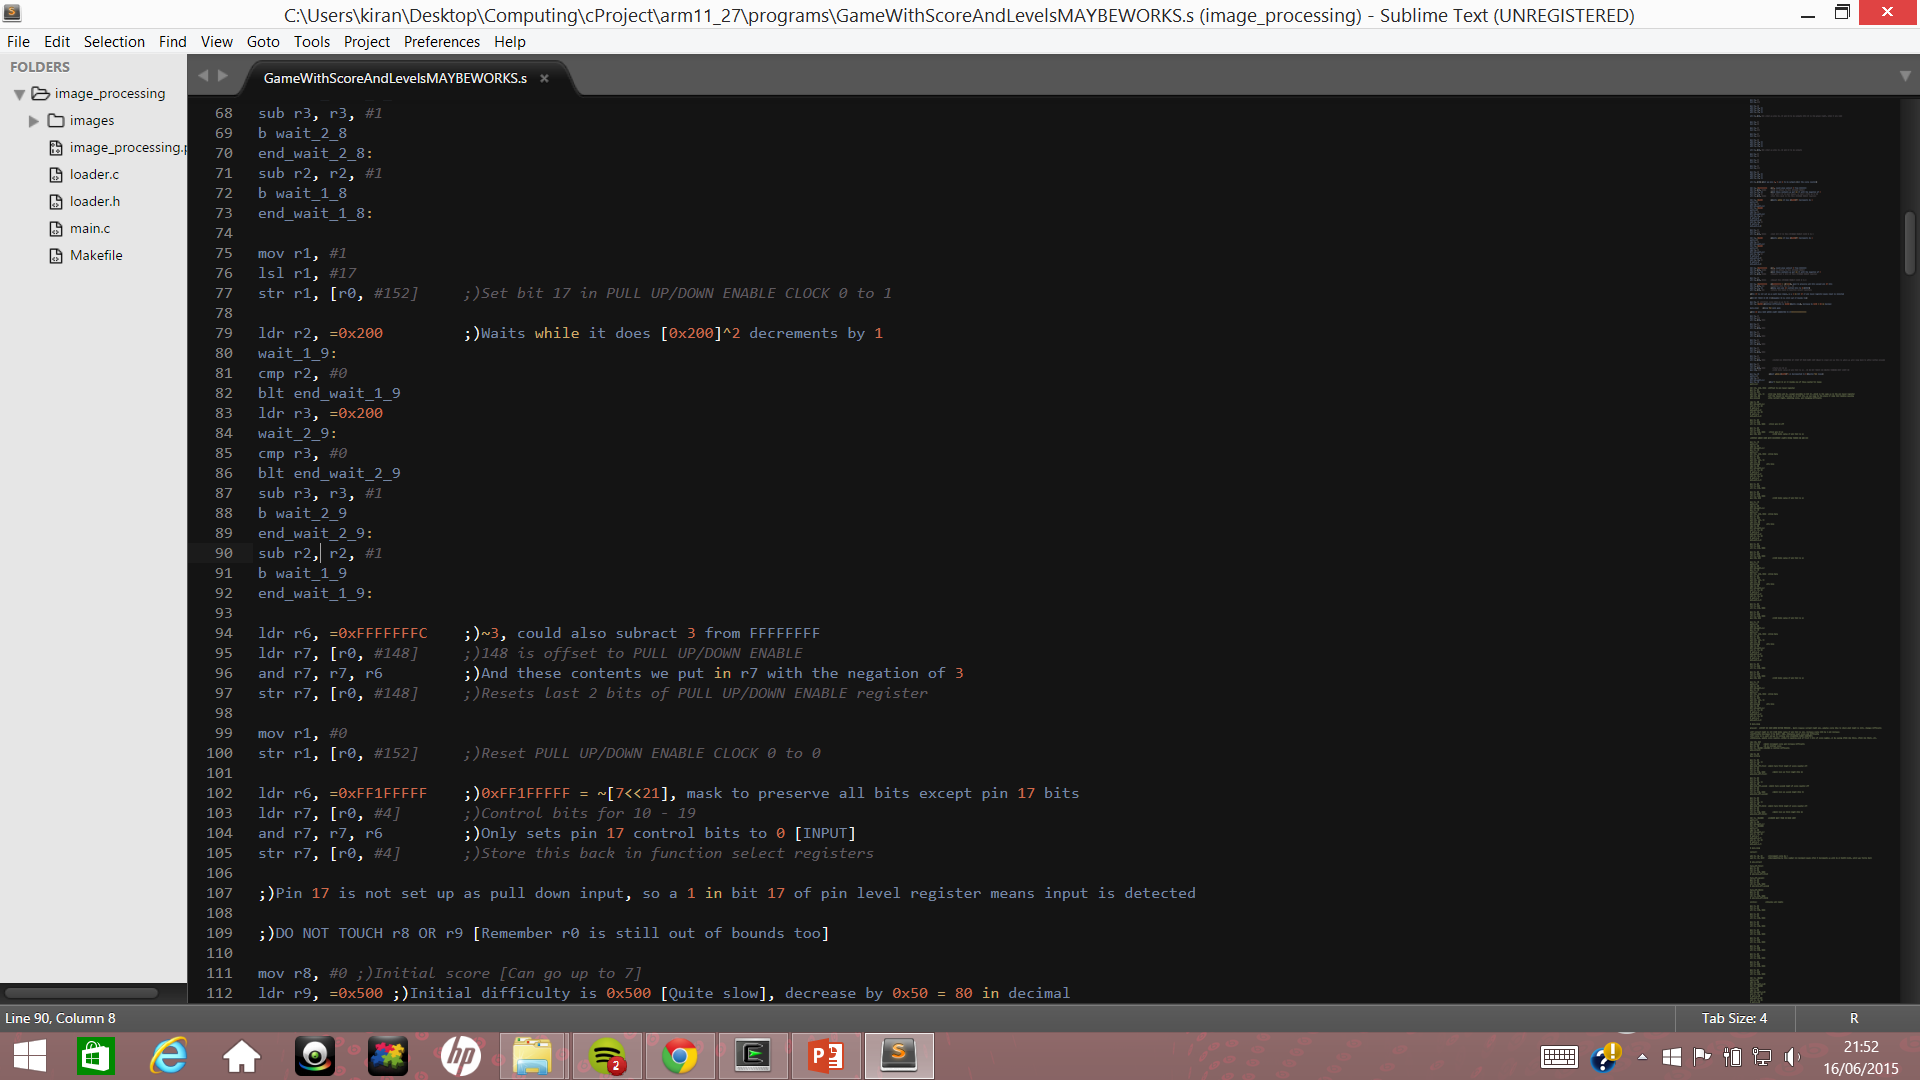 C:\Users\kiran\Desktop\Computing\cProject\arm11_27\programs\GameWithScoreAndLevelsMAYBEWORKS.s (image_processing) - Sublime Text (UNREGISTERED)
File Edit Selection Find View Goto Tools Project Preferences Help
FOLDERS
image_processing
images
image_processing.p
loader.c
loader.h
main.c
Makefile
GameWithScoreAndLevelsMAYBEWORKS.s
68 sub r3, r3, #1
69 b wait_2_8
70 end_wait_2_8:
71 sub r2, r2, #1
72 b wait_1_8
73 end_wait_1_8:
74
75 mov r1, #1
76 lsl r1, #17
77 str r1, [r0, #152] ;)Set bit 17 in PULL UP/DOWN ENABLE CLOCK 0 to 1
78
79 ldr r2, =0x200 ;)Waits while it does [0x200]^2 decrements by 1
80 wait_1_9:
81 cmp r2, #0
82 blt end_wait_1_9
83 ldr r3, =0x200
84 wait_2_9:
85 cmp r3, #0
86 blt end_wait_2_9
87 sub r3, r3, #1
88 b wait_2_9
89 end_wait_2_9:
90 sub r2, r2, #1
91 b wait_1_9
92 end_wait_1_9:
93
94 ldr r6, =0xFFFFFFFC ;)~3, could also subract 3 from FFFFFFFF
95 ldr r7, [r0, #148] ;)148 is offset to PULL UP/DOWN ENABLE
96 and r7, r7, r6 ;)And these contents we put in r7 with the negation of 3
97 str r7, [r0, #148] ;)Resets last 2 bits of PULL UP/DOWN ENABLE register
98
99 mov r1, #0
100 str r1, [r0, #152] ;)Reset PULL UP/DOWN ENABLE CLOCK 0 to 0
101
102 ldr r6, =0xFF1FFFFF ;)0xFF1FFFFF = ~[7<<21], mask to preserve all bits except pin 17 bits
103 ldr r7, [r0, #4] ;)Control bits for 10 - 19
104 and r7, r7, r6 ;)Only sets pin 17 control bits to 0 [INPUT]
105 str r7, [r0, #4] ;)Store this back in function select registers
106
107 ;)Pin 17 is not set up as pull down input, so a 1 in bit 17 of pin level register means input is detected
108
109 ;)DO NOT TOUCH r8 OR r9 [Remember r0 is still out of bounds too]
110
111 mov r8, #0 ;)Initial score [Can go up to 7]
112 ldr r9, =0x500 ;)Initial difficulty is 0x500 [Quite slow], decrease by 0x50 = 80 in decimal
Line 90, Column 8
Tab Size: 4
R
2
21:52
16/06/2015